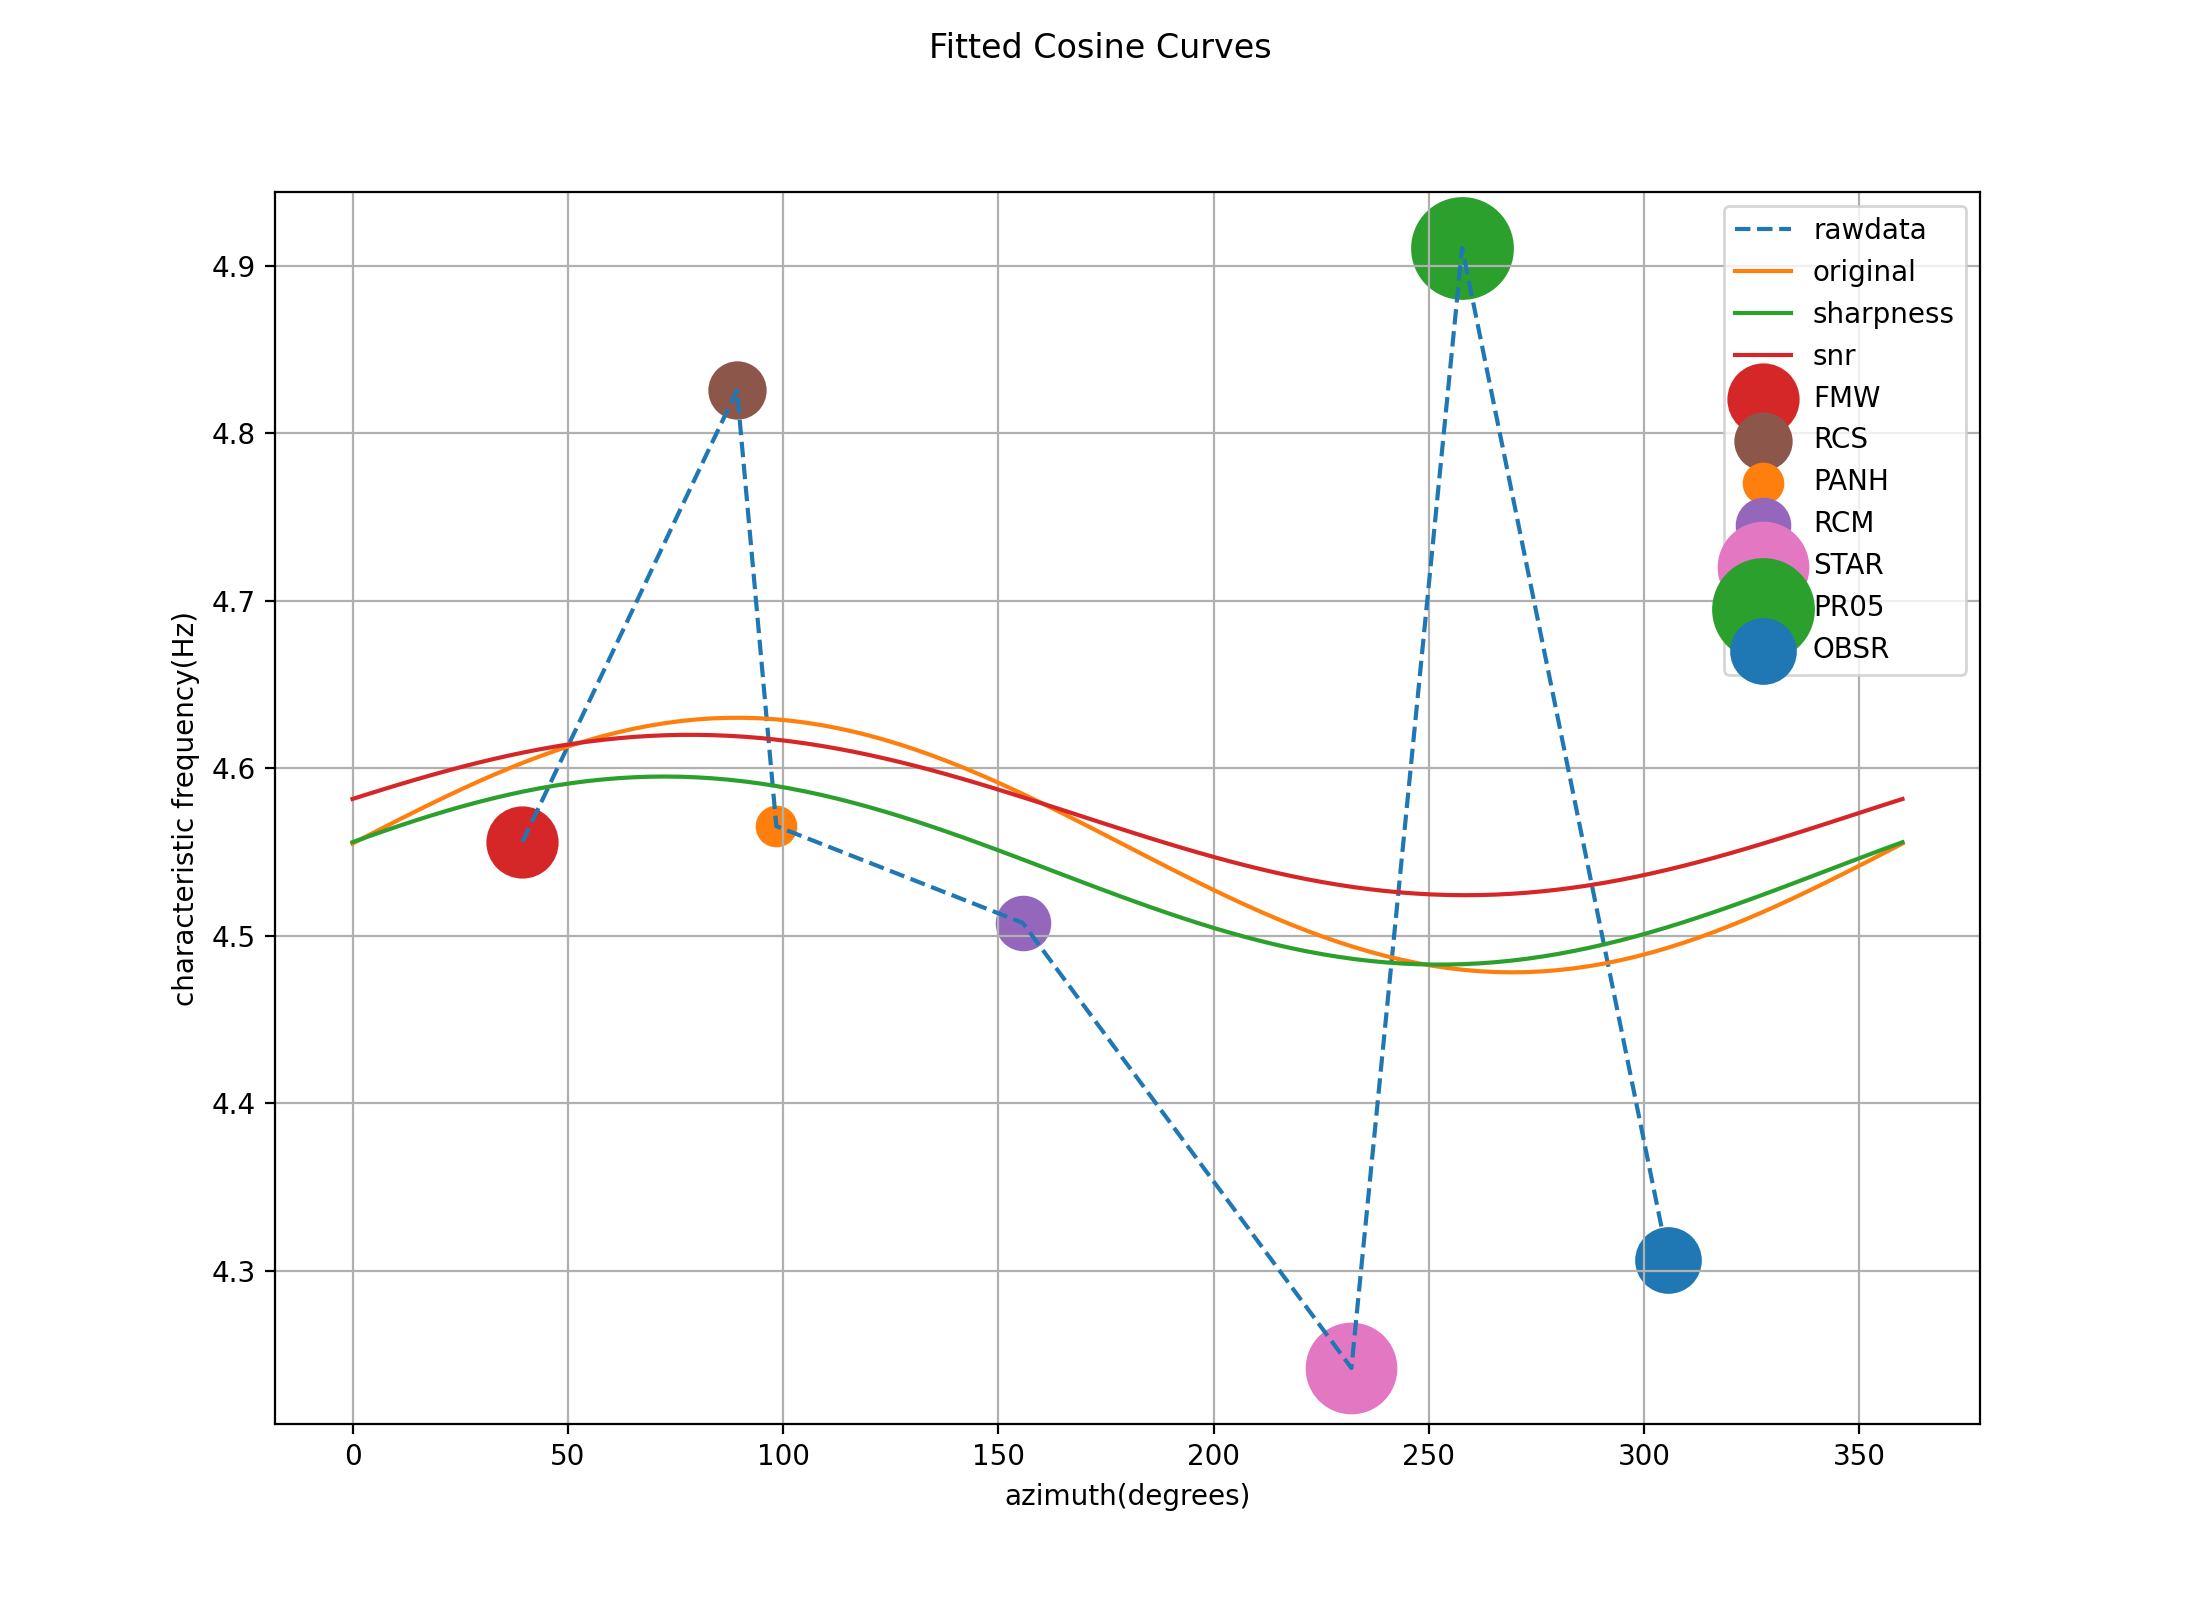 Fitted Cosine Curves
characteristic frequency(Hz)
4.9
4.8
4.7
4.6
4.5
4.4
4.3
rawdata
original
sharpness
snr
FMW
RCS
PANH
RCM
STAR
PR05
OBSR
0 50 100 150 200 250 300 350
azimuth(degrees)